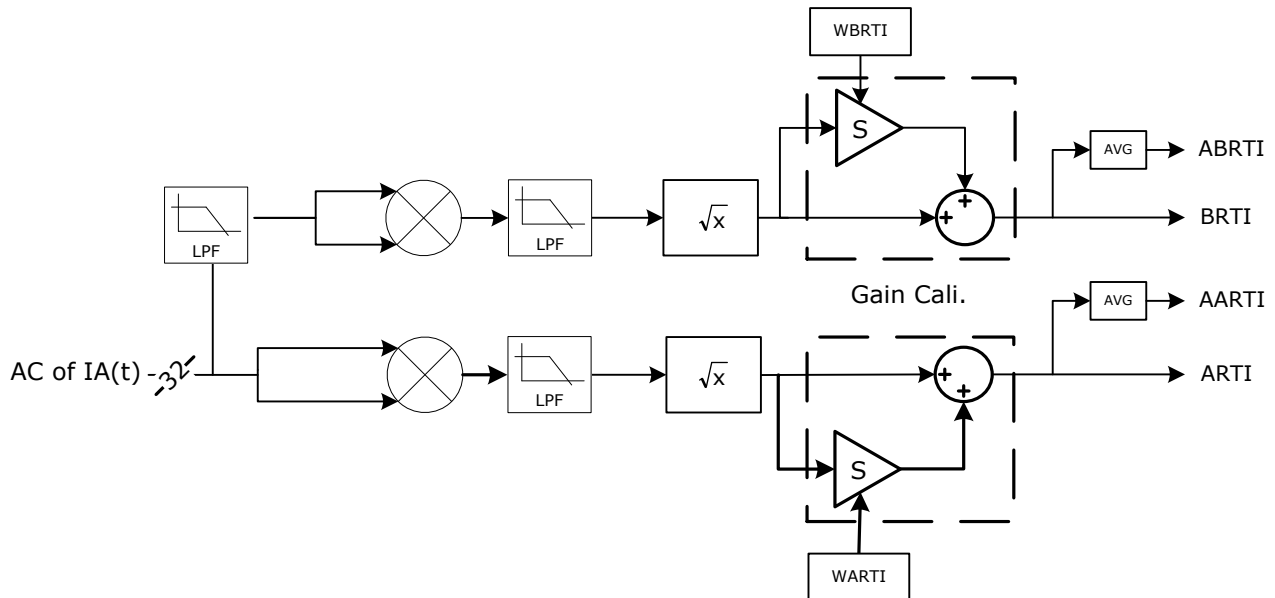 WBRTI
S
AVG
ABRTI
LPF
LPF
√x
+
+
BRTI
Gain Cali.
AVG
AARTI
AC of IA(t)
32
LPF
√x
+
+
ARTI
S
WARTI